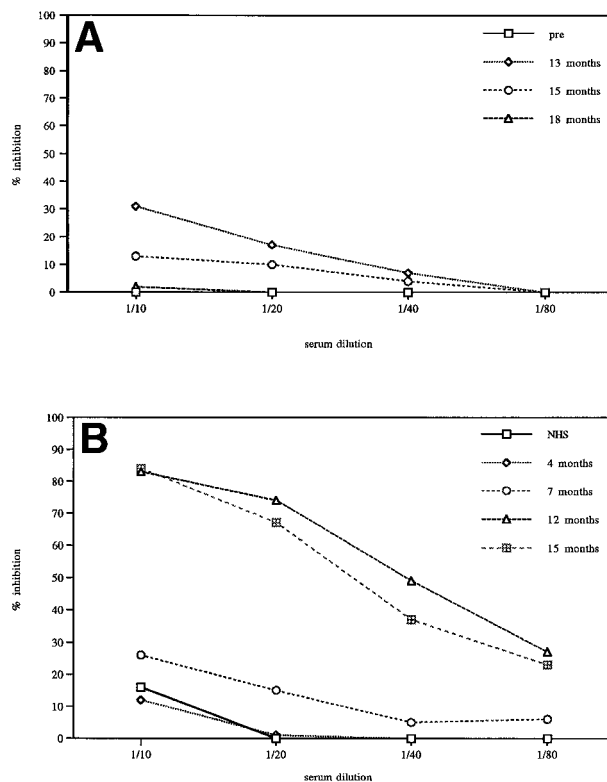 A
100
90
80
70
60
50
40
30
20
10
0
% inhibition
1/10 1/20 1/40 1/80
serum dilution
pre
13 months
15 months
18 months
B
100
90
80
70
60
50
40
30
20
10
0
% inhibition
1/10 1/20 1/40 1/80
serum dilution
NHS
4 months
7 months
12 months
15 months